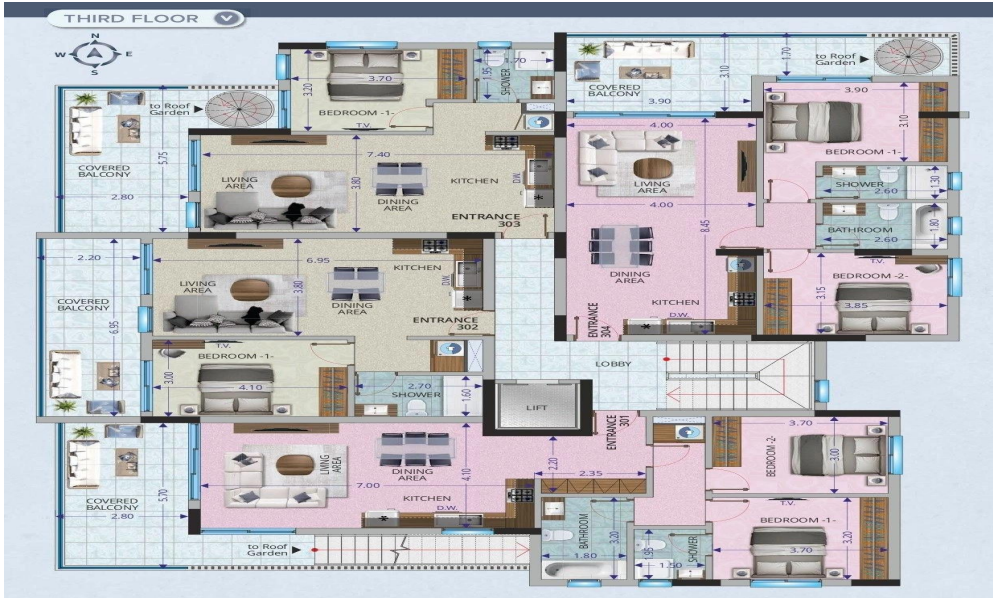 THIRD FLOOR
N
W E
S
to Roof
Garden
COVERED
BALCONY
5.75
2.80
3.20
3.70
BEDROOM -1-
T.V.
1.95
SHOWER
1.70
7.40
LIVING
AREA
3.80
DINING
AREA
KITCHEN
D.W.
ENTRANCE
303
COVERED
BALCONY
3.10
3.90
1.70
to Roof
Garden
4.00
LIVING
AREA
4.00
8.45
DINING
AREA
KITCHEN
D.W.
ENTRANCE
304
3.90
3.10
BEDROOM -1-
SHOWER
2.60
1.30
BATHROOM
2.60
1.80
T.V.
BEDROOM -2-
3.15
3.85
2.20
COVERED
BALCONY
6.95
6.95
LIVING
AREA
3.80
DINING
AREA
KITCHEN
D.W.
ENTRANCE
302
T.V.
BEDROOM -1-
3.00
4.10
2.70
SHOWER
1.60
LOBBY
LIFT
ENTRANCE
301
COVERED
BALCONY
5.70
2.80
LIVING
AREA
7.00
DINING
AREA
4.10
KITCHEN
D.W.
2.20
2.35
to Roof
Garden
BATHROOM
1.80
3.20
1.95
SHOWER
1.50
3.70
BEDROOM -2-
3.00
T.V.
BEDROOM -1-
3.70
3.20